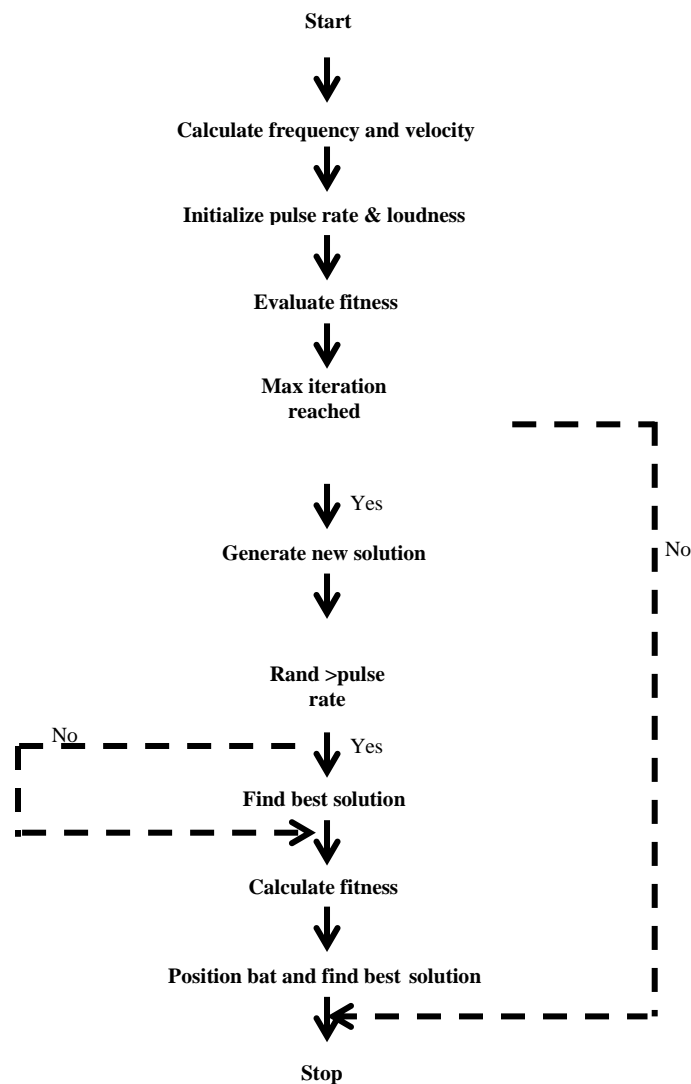 Start
Calculate frequency and velocity
Initialize pulse rate & loudness
Evaluate fitness
Max iteration
reached
Yes
Generate new solution
No
Rand >pulse
rate
No
Yes
Find best solution
Calculate fitness
Position bat and find best solution
Stop